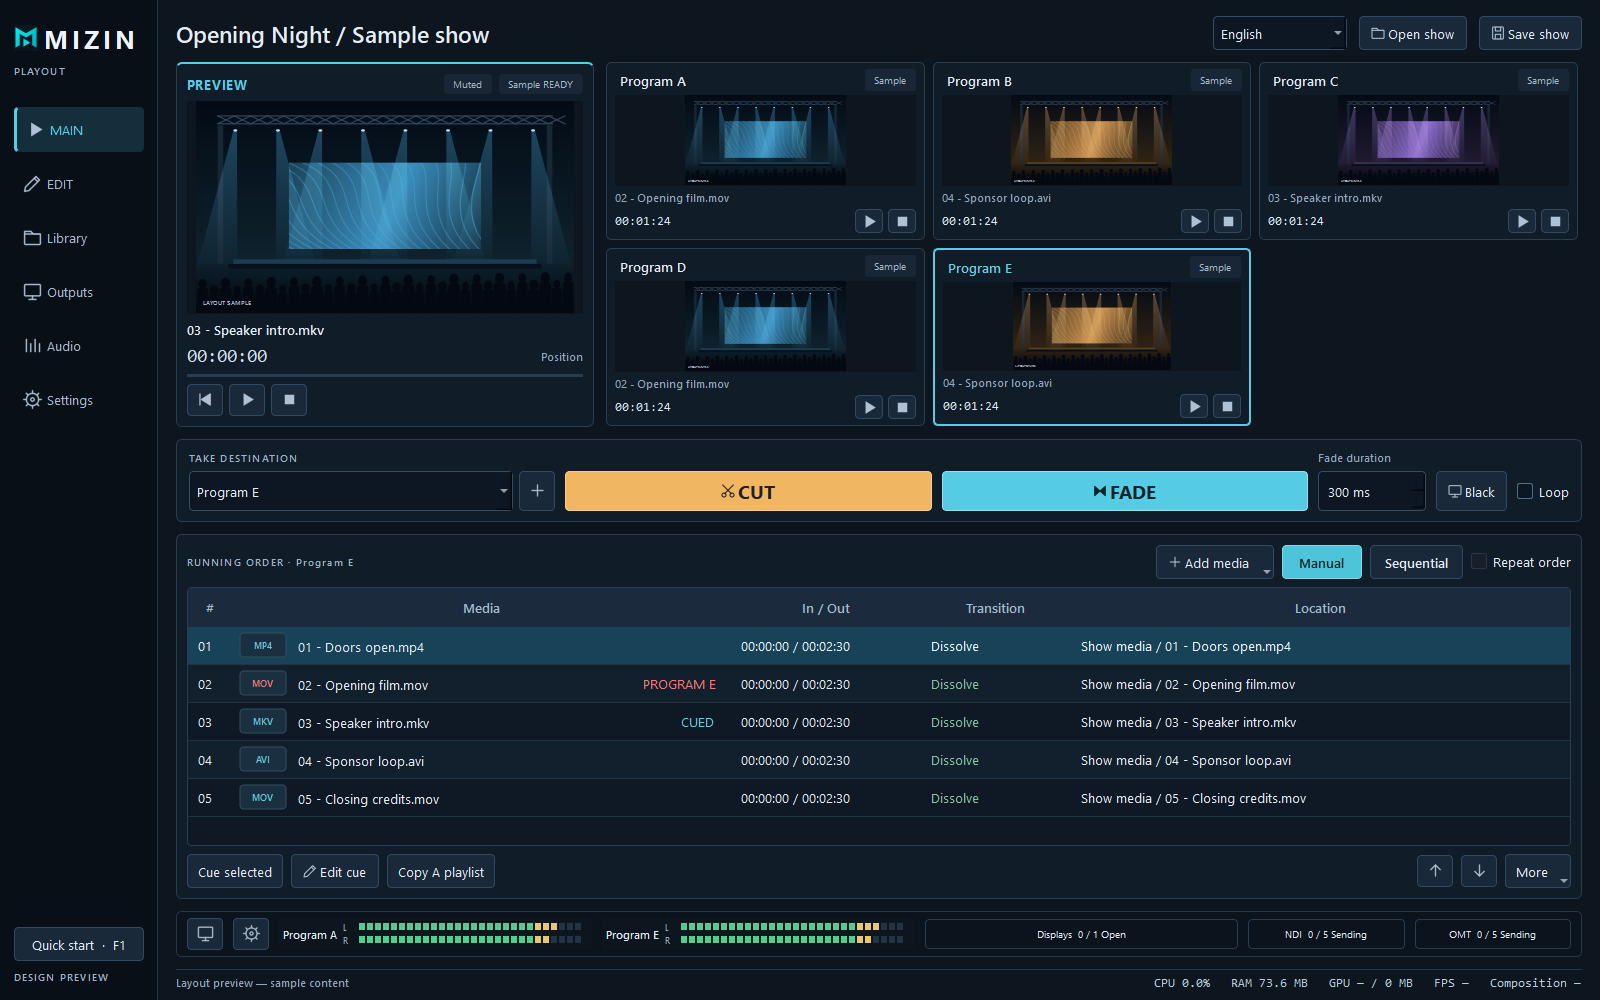 MIZIN
PLAYOUT
MAIN
EDIT
Library
Outputs
Audio
Settings
Quick start · F1
DESIGN PREVIEW
Opening Night / Sample show
English
Open show
Save show
PREVIEW
Muted
Sample READY
LAYOUT SAMPLE
03 - Speaker intro.mkv
00:00:00
Position
Program A
Sample
02 - Opening film.mov
00:01:24
Program B
Sample
04 - Sponsor loop.avi
00:01:24
Program C
Sample
03 - Speaker intro.mkv
00:01:24
Program D
Sample
02 - Opening film.mov
00:01:24
Program E
Sample
04 - Sponsor loop.avi
00:01:24
TAKE DESTINATION
Program E
CUT
FADE
Fade duration
300 ms
Black
Loop
RUNNING ORDER · Program E
Add media
Manual
Sequential
Repeat order
# Media In / Out Transition Location
01 MP4 01 - Doors open.mp4 00:00:00 / 00:02:30 Dissolve Show media / 01 - Doors open.mp4
02 MOV 02 - Opening film.mov PROGRAM E 00:00:00 / 00:02:30 Dissolve Show media / 02 - Opening film.mov
03 MKV 03 - Speaker intro.mkv CUED 00:00:00 / 00:02:30 Dissolve Show media / 03 - Speaker intro.mkv
04 AVI 04 - Sponsor loop.avi 00:00:00 / 00:02:30 Dissolve Show media / 04 - Sponsor loop.avi
05 MOV 05 - Closing credits.mov 00:00:00 / 00:02:30 Dissolve Show media / 05 - Closing credits.mov
Cue selected
Edit cue
Copy A playlist
More
Program A L R
Program E L R
Displays 0 / 1 Open
NDI 0 / 5 Sending
OMT 0 / 5 Sending
Layout preview — sample content
CPU 0.0% RAM 73.6 MB GPU — / 0 MB FPS — Composition —